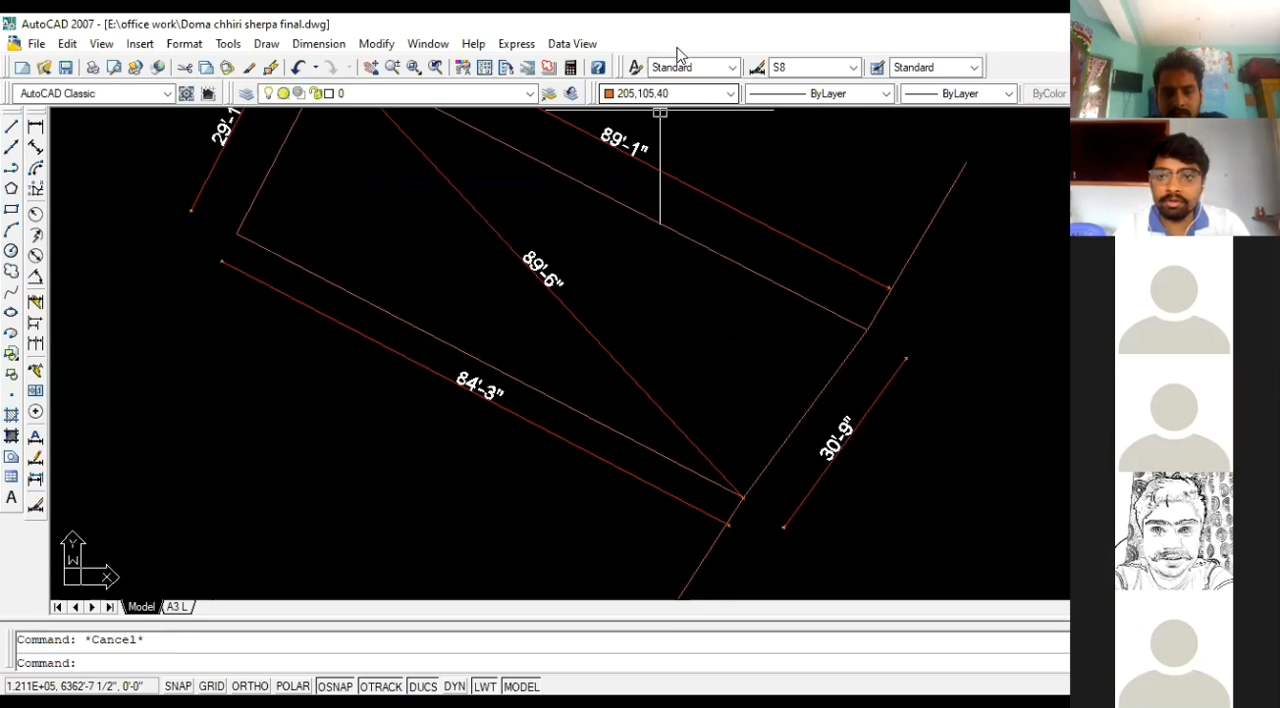 AutoCAD 2007 - [E:\office work\Doma chhiri sherpa final.dwg]
File Edit View Insert Format Tools Draw Dimension Modify Window Help Express Data View
Standard S8 Standard
AutoCAD Classic 0 205,105,40 ByLayer ByLayer ByColor
29'-1
89'-1"
89'-6"
84'-3"
30'-9"
A
Y
W
X
Model A3 L
Command: *Cancel*
Command:
1.211E+05, 6362'-7 1/2", 0'-0" SNAP GRID ORTHO POLAR OSNAP OTRACK DUCS DYN LWT MODEL